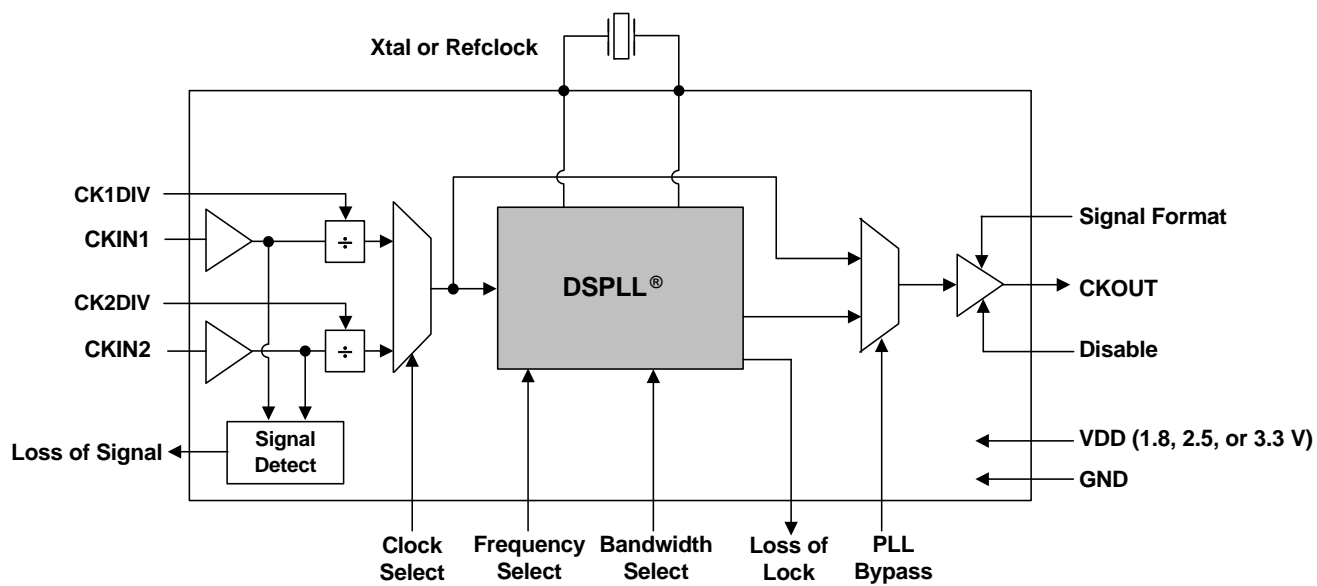 Xtal or Refclock
CK1DIV
CKIN1
÷
CK2DIV
CKIN2
÷
DSPLL®
Signal Format
CKOUT
Disable
Loss of Signal
Signal
Detect
VDD (1.8, 2.5, or 3.3 V)
GND
Clock
Select
Frequency
Select
Bandwidth
Select
Loss of
Lock
PLL
Bypass